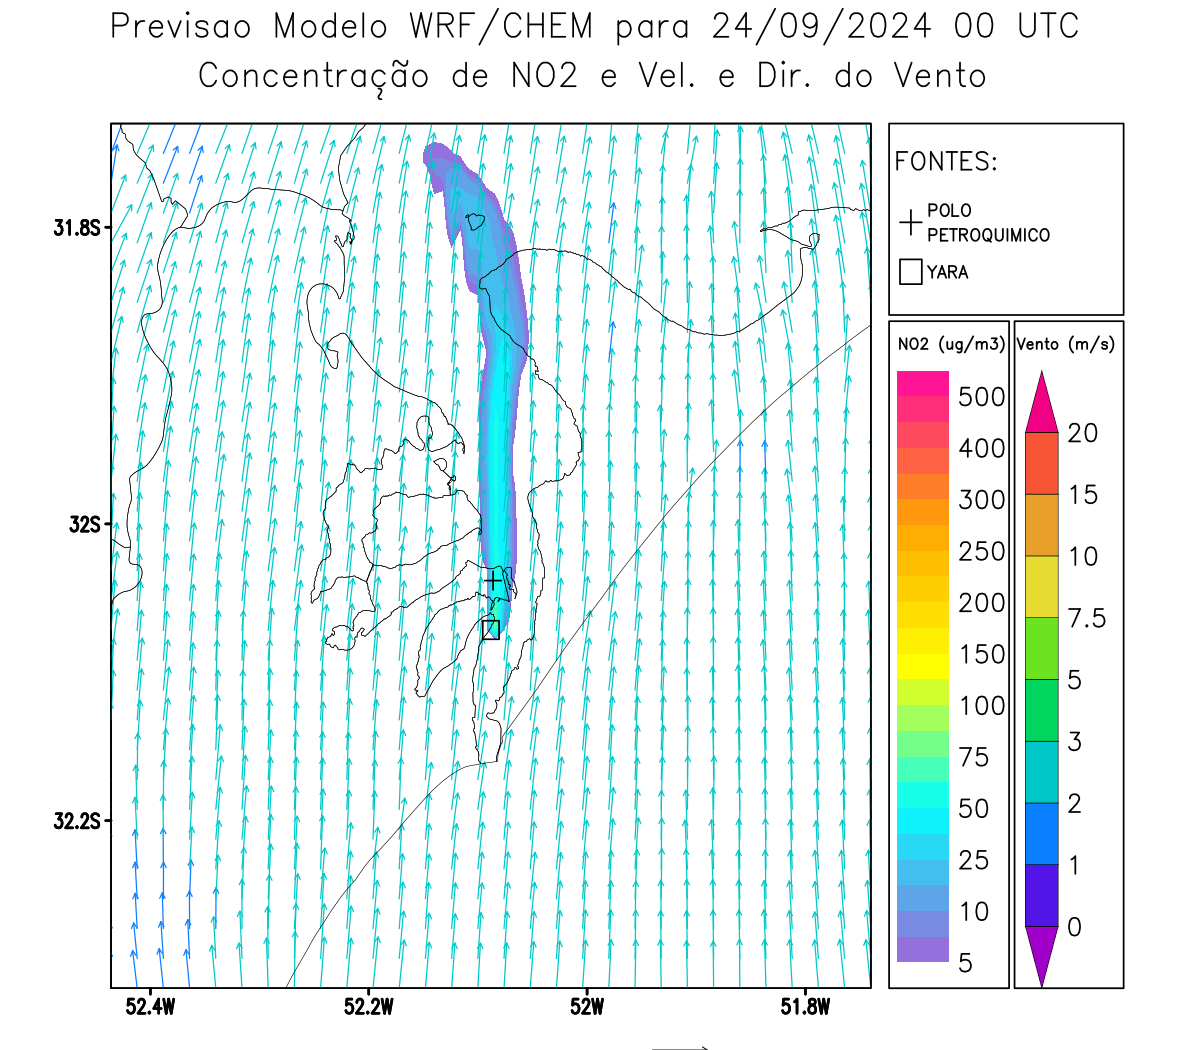 Previsao Modelo WRF/CHEM para 24/09/2024 00 UTC
Concentração de NO2 e Vel. e Dir. do Vento
FONTES:
POLO
PETROQUIMICO
YARA
NO2 (ug/m3)
500
400
300
250
200
150
100
75
50
25
10
5
Vento (m/s)
20
15
10
7.5
5
3
2
1
0
31.8S
32S
32.2S
52.4W
52.2W
52W
51.8W